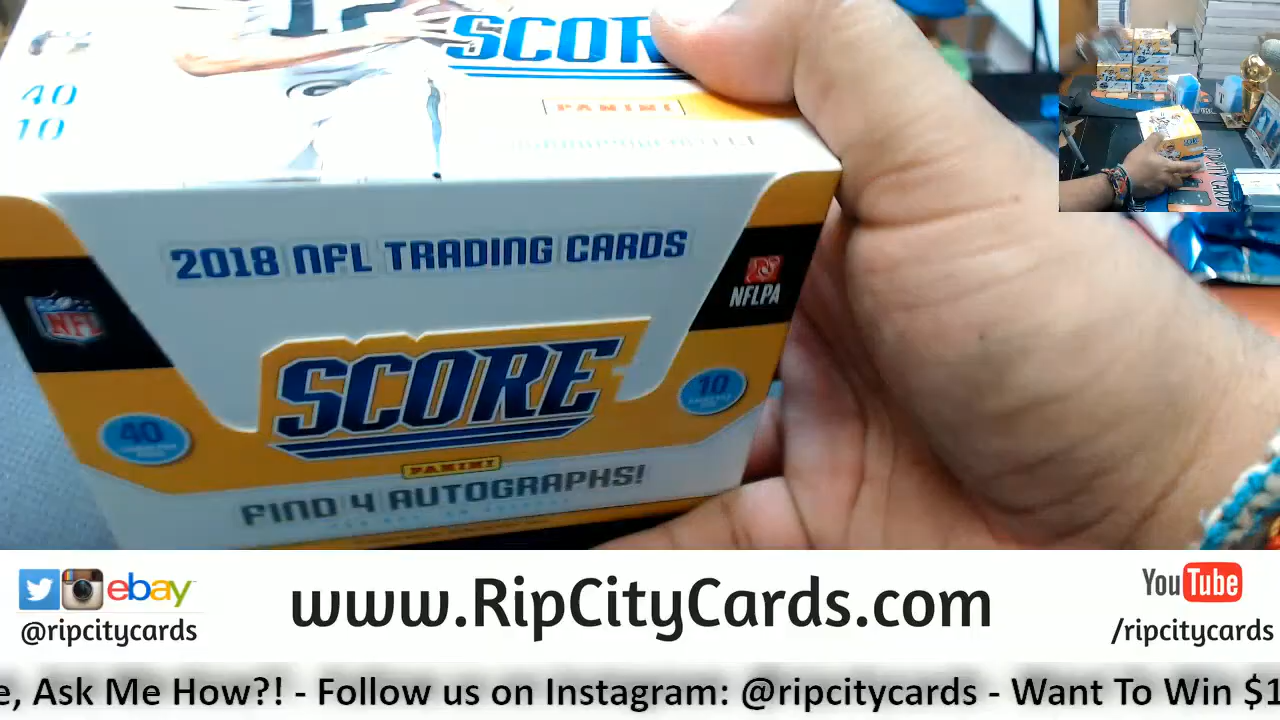 12
SCORE
40
10
PANINI
2018 NFL TRADING CARDS
NFL
NFLPA
SCORE
40
10
PANINI
FIND 4 AUTOGRAPHS!
ebay
@ripcitycards
www.RipCityCards.com
YouTube
/ripcitycards
e, Ask Me How?! - Follow us on Instagram: @ripcitycards - Want To Win $1